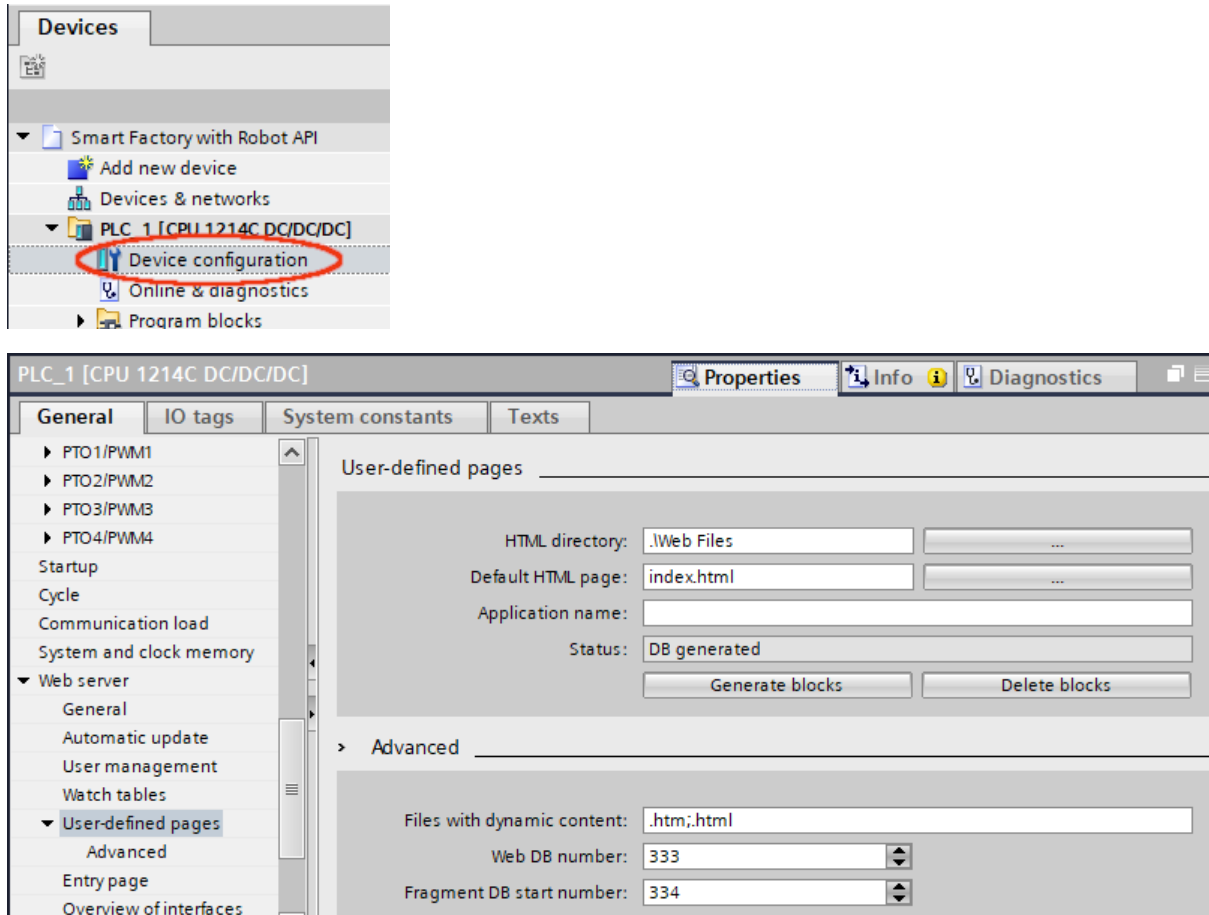 Devices
Smart Factory with Robot API
Add new device
Devices & networks
PLC_1 [CPU 1214C DC/DC/DC]
Device configuration
Online & diagnostics
Program blocks
PLC_1 [CPU 1214C DC/DC/DC]
Properties
Info
Diagnostics
General
IO tags
System constants
Texts
PTO1/PWM1
PTO2/PWM2
PTO3/PWM3
PTO4/PWM4
Startup
Cycle
Communication load
System and clock memory
Web server
General
Automatic update
User management
Watch tables
User-defined pages
Advanced
Entry page
Overview of interfaces
User-defined pages
HTML directory: .\Web Files ...
Default HTML page: index.html ...
Application name:
Status: DB generated
Generate blocks Delete blocks
Advanced
Files with dynamic content: .htm;.html
Web DB number: 333
Fragment DB start number: 334